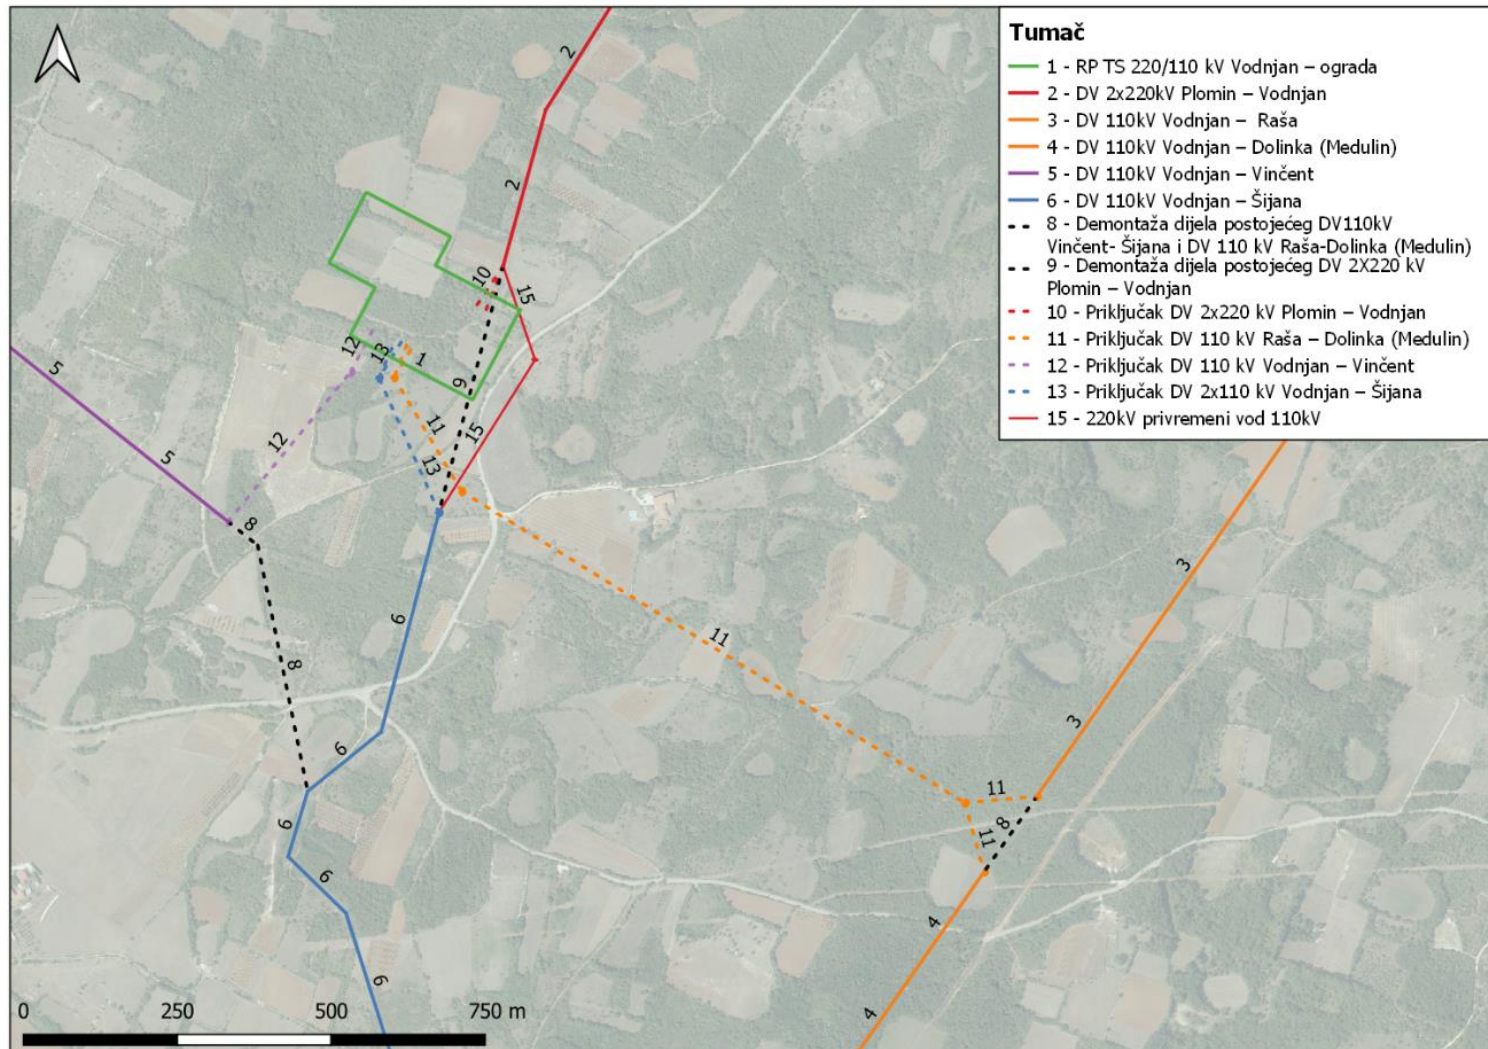 Tumač
1 - RP TS 220/110 kV Vodnjan – ograda
2 - DV 2x220kV Plomin – Vodnjan
3 - DV 110kV Vodnjan – Raša
4 - DV 110kV Vodnjan – Dolinka (Medulin)
5 - DV 110kV Vodnjan – Vinčent
6 - DV 110kV Vodnjan – Šijana
8 - Demontaža dijela postojećeg DV110kV
Vinčent- Šijana i DV 110 kV Raša-Dolinka (Medulin)
9 - Demontaža dijela postojećeg DV 2X220 kV
Plomin – Vodnjan
10 - Priključak DV 2x220 kV Plomin – Vodnjan
11 - Priključak DV 110 kV Raša – Dolinka (Medulin)
12 - Priključak DV 110 kV Vodnjan – Vinčent
13 - Priključak DV 2x110 kV Vodnjan – Šijana
15 - 220kV privremeni vod 110kV
2
2
10
15
12
13
1
9
11
15
13
12
5
8
8
6
11
3
3
6
11
8
11
6
6
4
6
4
0
250
500
750 m